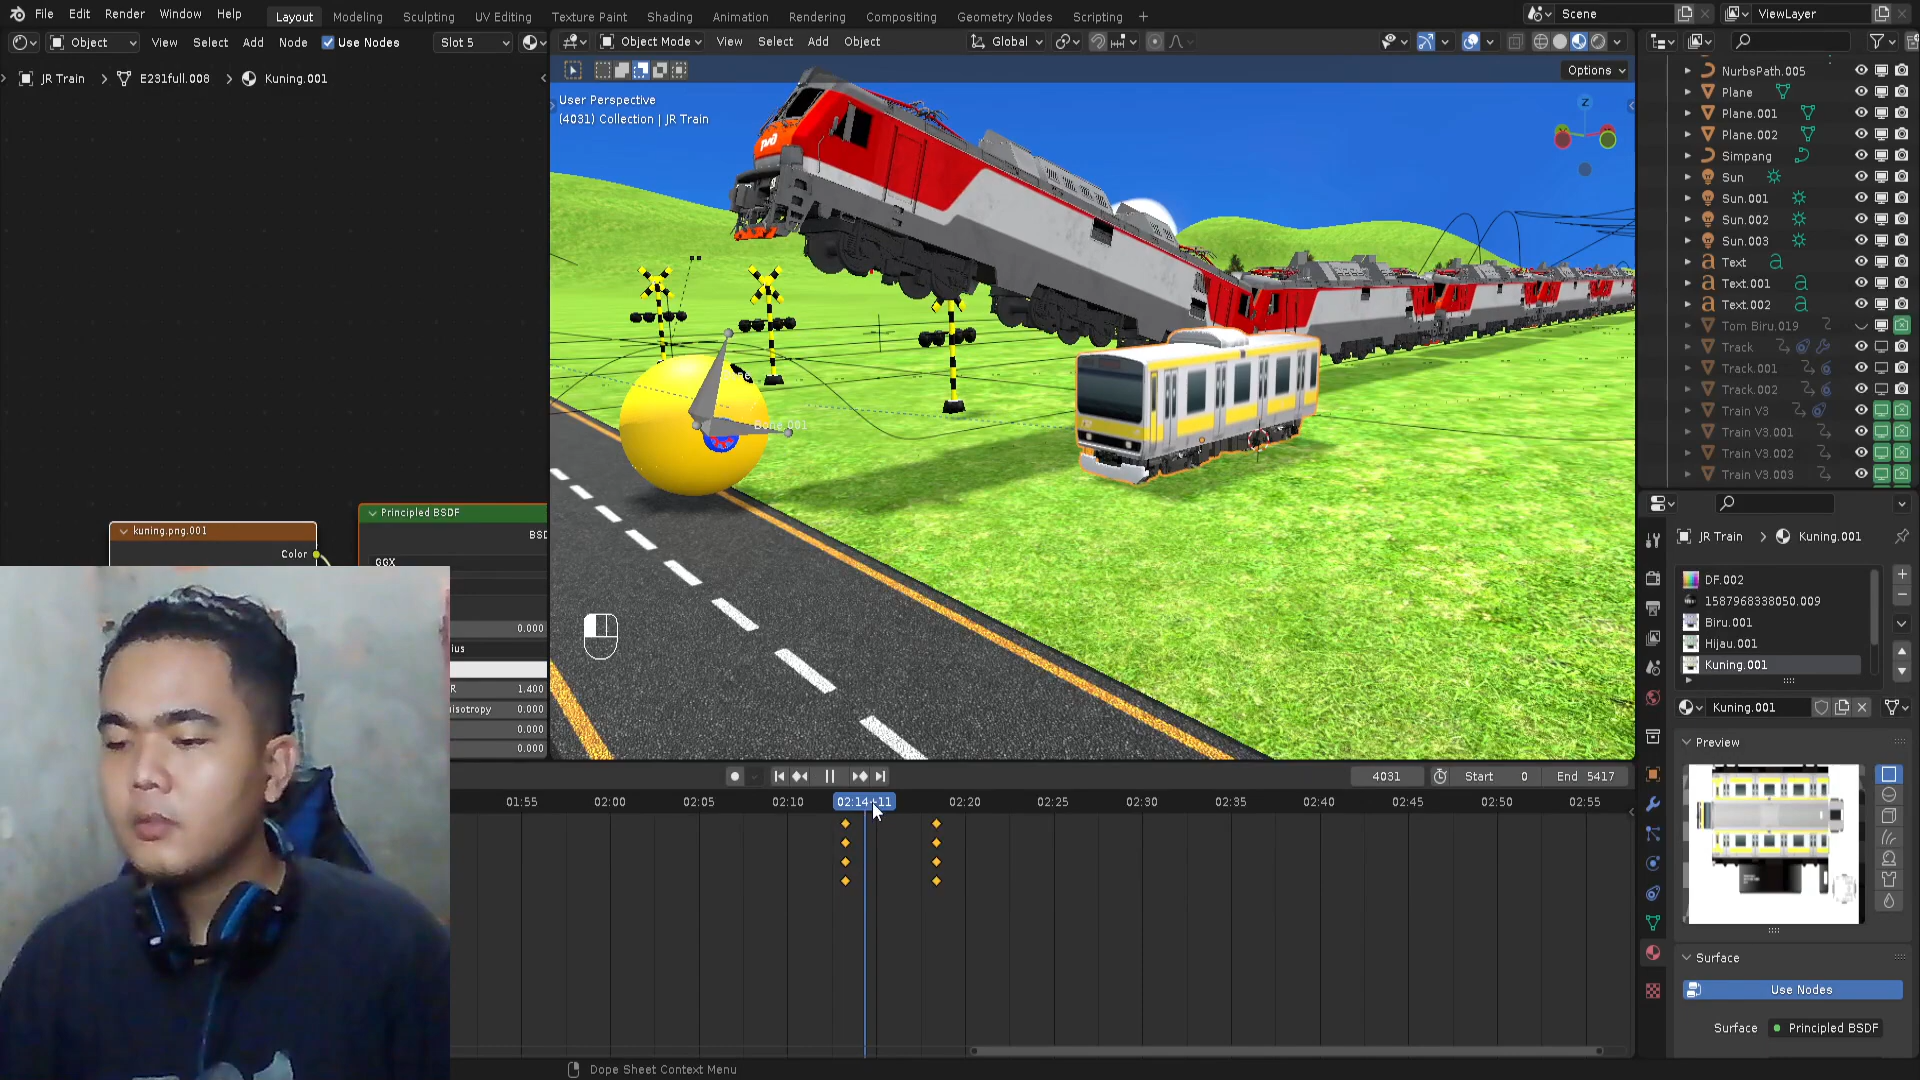 File Edit Render Window Help Layout Modeling Sculpting UV Editing Texture Paint Shading Animation Rendering Compositing Geometry Nodes Scripting + Scene ViewLayer
Object View Select Add Node Use Nodes Slot 5 Object Mode View Select Add Object Global
Options
JR Train > E231full.008 > Kuning.001
User Perspective
(4031) Collection | JR Train
Z
NurbsPath.005
Plane
Plane.001
Plane.002
Simpang
Sun
Sun.001
Sun.002
Sun.003
Text
Text.001
Text.002
Tom Biru.019
Track
Track.001
Track.002
Train V3
Train V3.001
Train V3.002
Train V3.003
Bone.001
kuning.png.001
Color
Principled BSDF
BSD
GGX
0.000
ius
R 1.400
isotropy 0.000
0.000
0.000
JR Train > Kuning.001
DF.002
1587968338050.009
Biru.001
Hijau.001
Kuning.001
Kuning.001
Preview
Surface
Use Nodes
Surface Principled BSDF
4031 Start 0 End 5417
01:55 02:00 02:05 02:10 02:14+11 02:20 02:25 02:30 02:35 02:40 02:45 02:50 02:55
Dope Sheet Context Menu